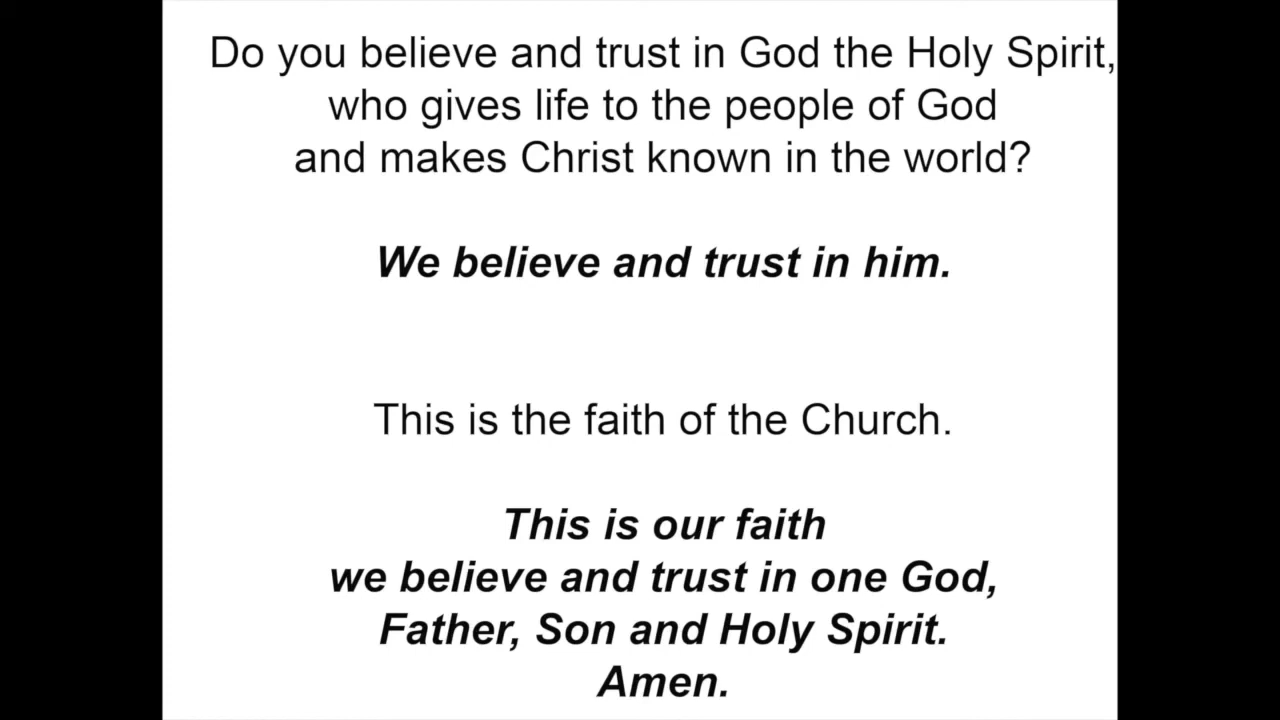 Do you believe and trust in God the Holy Spirit,
who gives life to the people of God
and makes Christ known in the world?
We believe and trust in him.
This is the faith of the Church.
This is our faith
we believe and trust in one God,
Father, Son and Holy Spirit.
Amen.